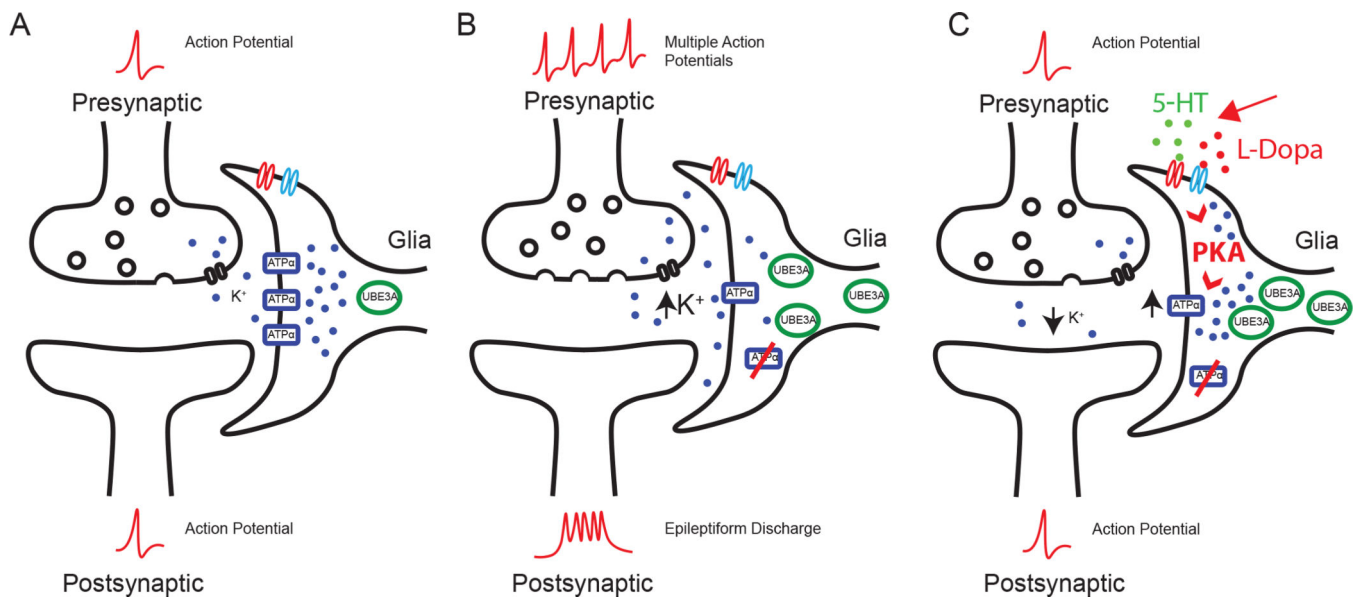 A
Action Potential
Presynaptic
Glia
ATPα
K⁺
ATPα
UBE3A
ATPα
Action Potential
Postsynaptic
B
Multiple Action
Potentials
Presynaptic
Glia
UBE3A
K⁺
ATPα
UBE3A
UBE3A
ATPα
Epileptiform Discharge
Postsynaptic
C
Action Potential
Presynaptic
5-HT
L-Dopa
PKA
Glia
K⁺
ATPα
UBE3A
UBE3A
UBE3A
ATPα
Action Potential
Postsynaptic